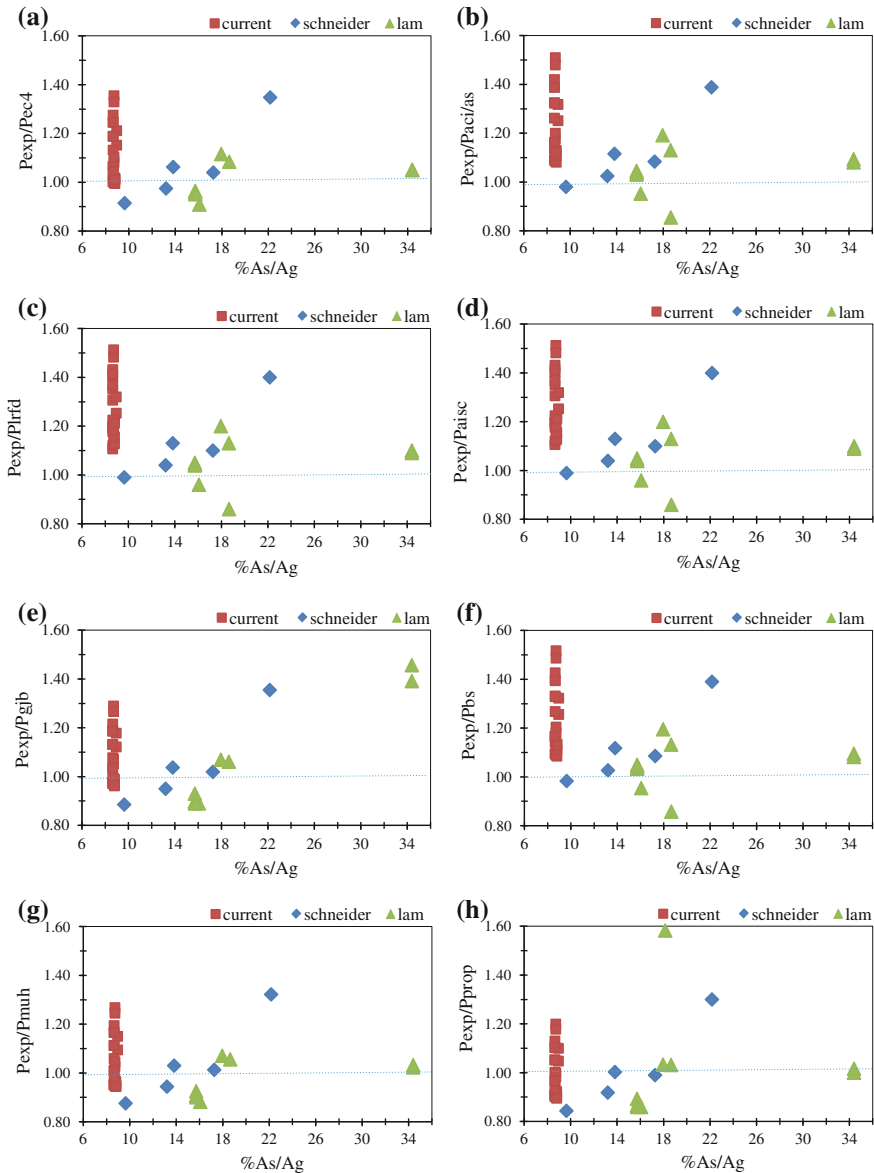 (a)
current schneider lam
1.60
1.40
1.20
1.00
0.80
Pexp/Pec4
6 10 14 18 22 26 30 34
%As/Ag
(b)
current schneider lam
1.60
1.40
1.20
1.00
0.80
Pexp/Paci/as
6 10 14 18 22 26 30 34
%As/Ag
(c)
current schneider lam
1.60
1.40
1.20
1.00
0.80
Pexp/Plrfd
6 10 14 18 22 26 30 34
%As/Ag
(d)
current schneider lam
1.60
1.40
1.20
1.00
0.80
Pexp/Paisc
6 10 14 18 22 26 30 34
%As/Ag
(e)
current schneider lam
1.60
1.40
1.20
1.00
0.80
Pexp/Pgjb
6 10 14 18 22 26 30 34
%As/Ag
(f)
current schneider lam
1.60
1.40
1.20
1.00
0.80
Pexp/Pbs
6 10 14 18 22 26 30 34
%As/Ag
(g)
current schneider lam
1.60
1.40
1.20
1.00
0.80
Pexp/Pmuh
6 10 14 18 22 26 30 34
%As/Ag
(h)
current schneider lam
1.60
1.40
1.20
1.00
0.80
Pexp/Pprop
6 10 14 18 22 26 30 34
%As/Ag